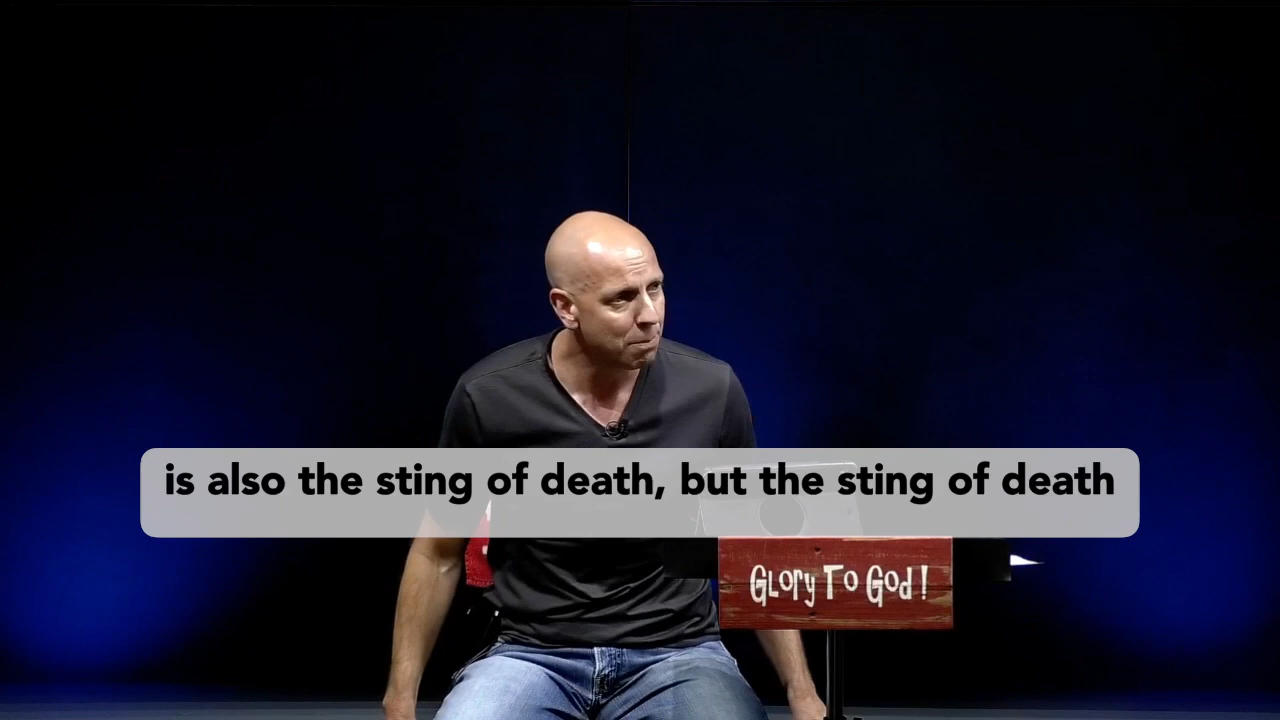 is also the sting of death, but the sting of death
Glory To God!